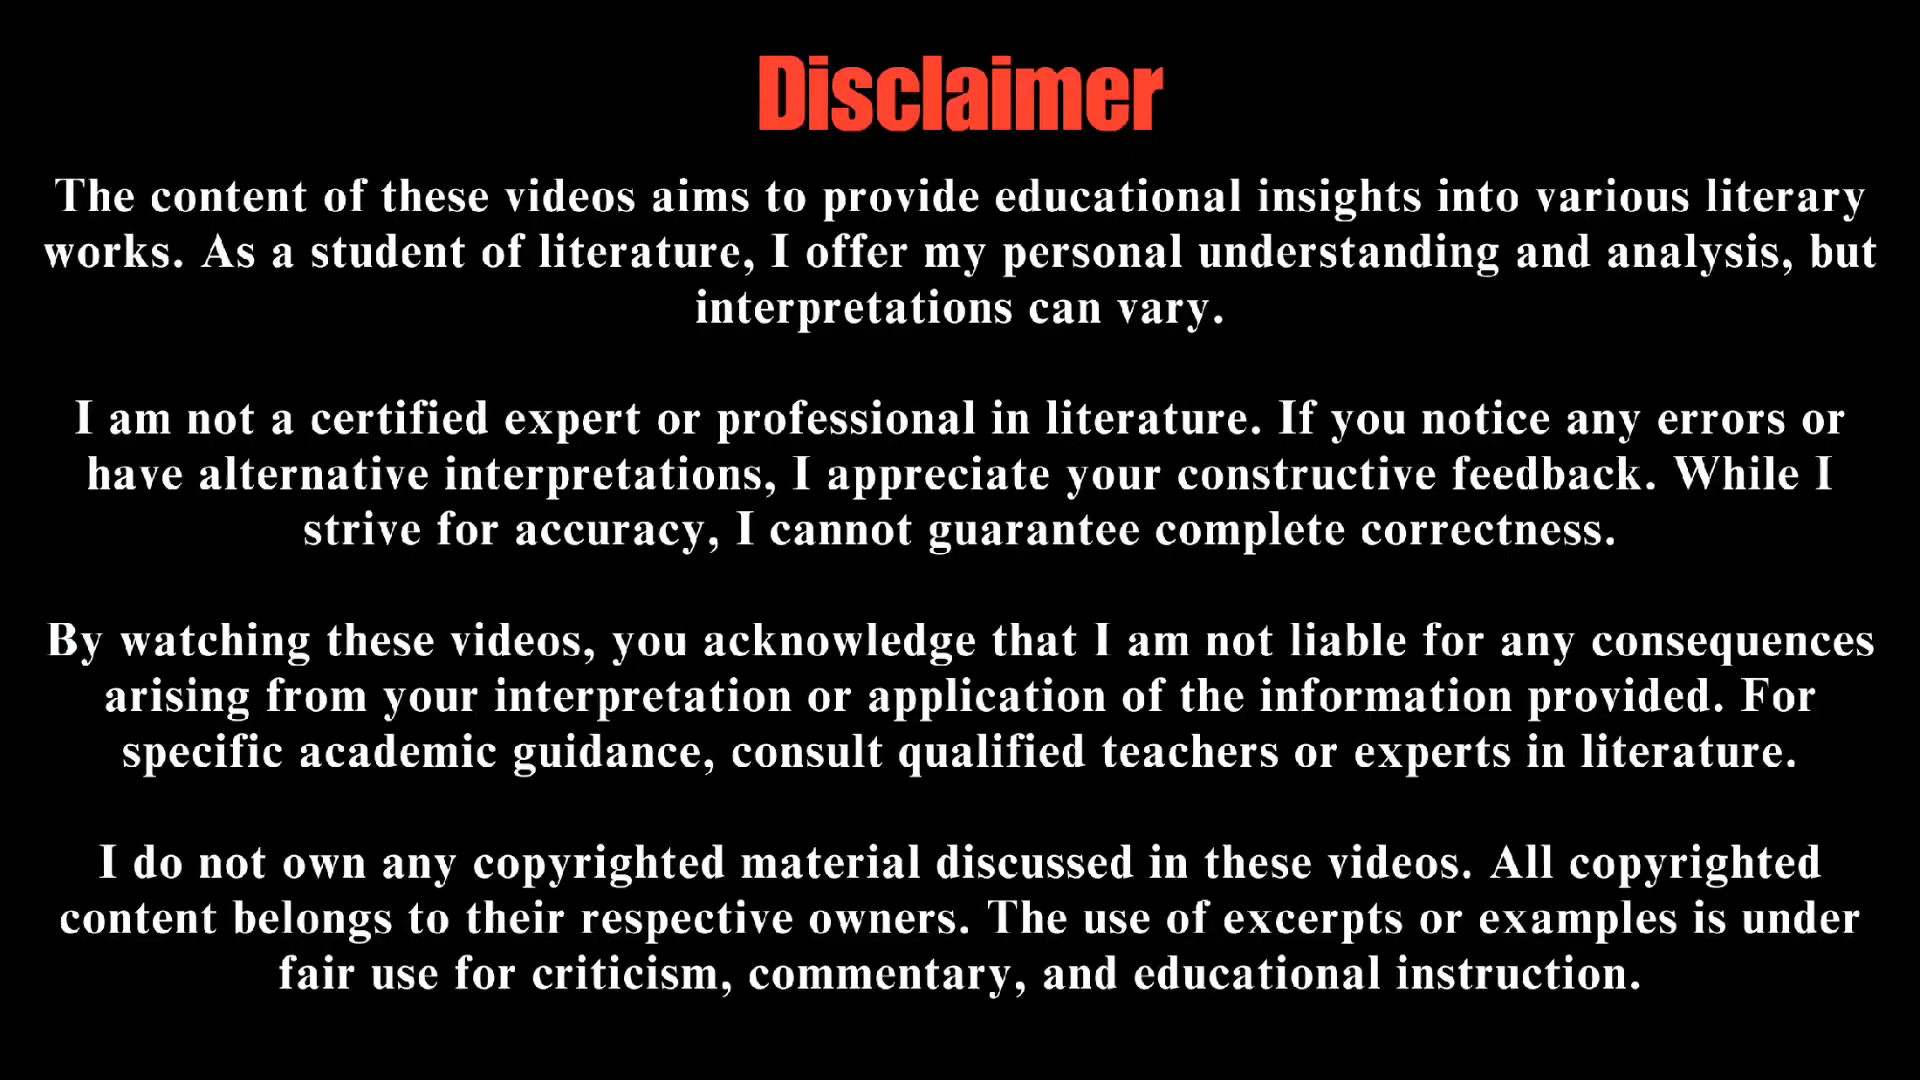 Disclaimer
The content of these videos aims to provide educational insights into various literary
works. As a student of literature, I offer my personal understanding and analysis, but
interpretations can vary.
I am not a certified expert or professional in literature. If you notice any errors or
have alternative interpretations, I appreciate your constructive feedback. While I
strive for accuracy, I cannot guarantee complete correctness.
By watching these videos, you acknowledge that I am not liable for any consequences
arising from your interpretation or application of the information provided. For
specific academic guidance, consult qualified teachers or experts in literature.
I do not own any copyrighted material discussed in these videos. All copyrighted
content belongs to their respective owners. The use of excerpts or examples is under
fair use for criticism, commentary, and educational instruction.